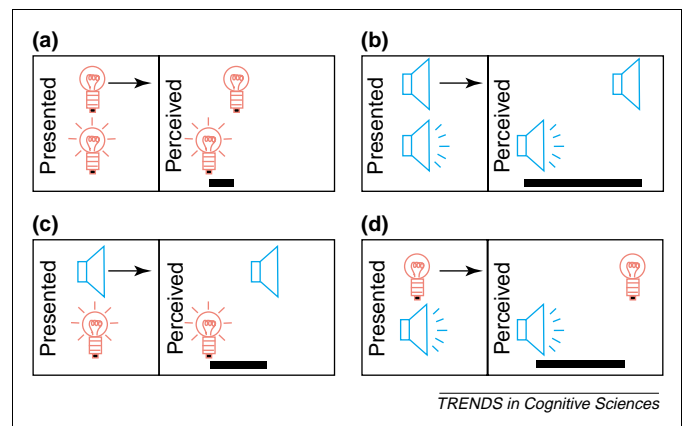 (a)
Presented
Perceived
(b)
Presented
Perceived
(c)
Presented
Perceived
(d)
Presented
Perceived
TRENDS in Cognitive Sciences